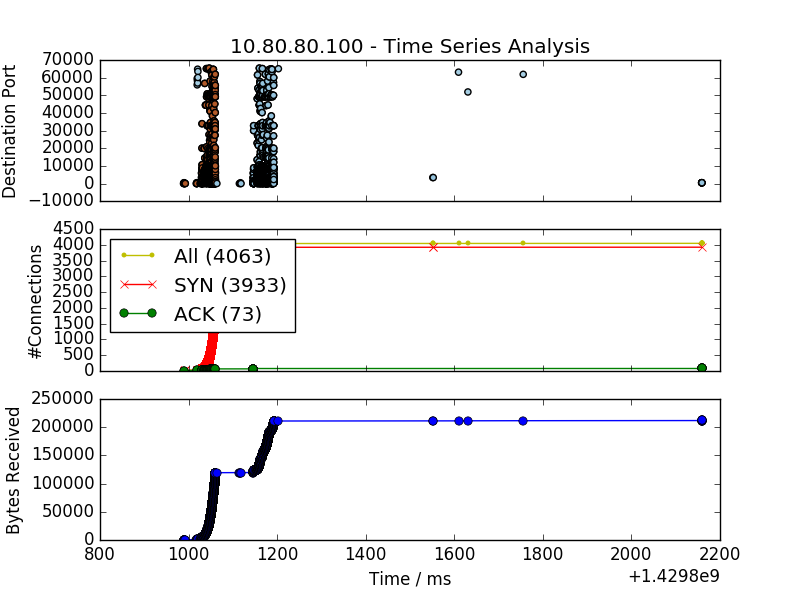 10.80.80.100 - Time Series Analysis
70000
60000
50000
40000
30000
20000
10000
0
−10000
Destination Port
4500
4000
3500
3000
2500
2000
1500
1000
500
0
#Connections
All (4063)
SYN (3933)
ACK (73)
250000
200000
150000
100000
50000
0
Bytes Received
800 1000 1200 1400 1600 1800 2000 2200
Time / ms
+1.4298e9